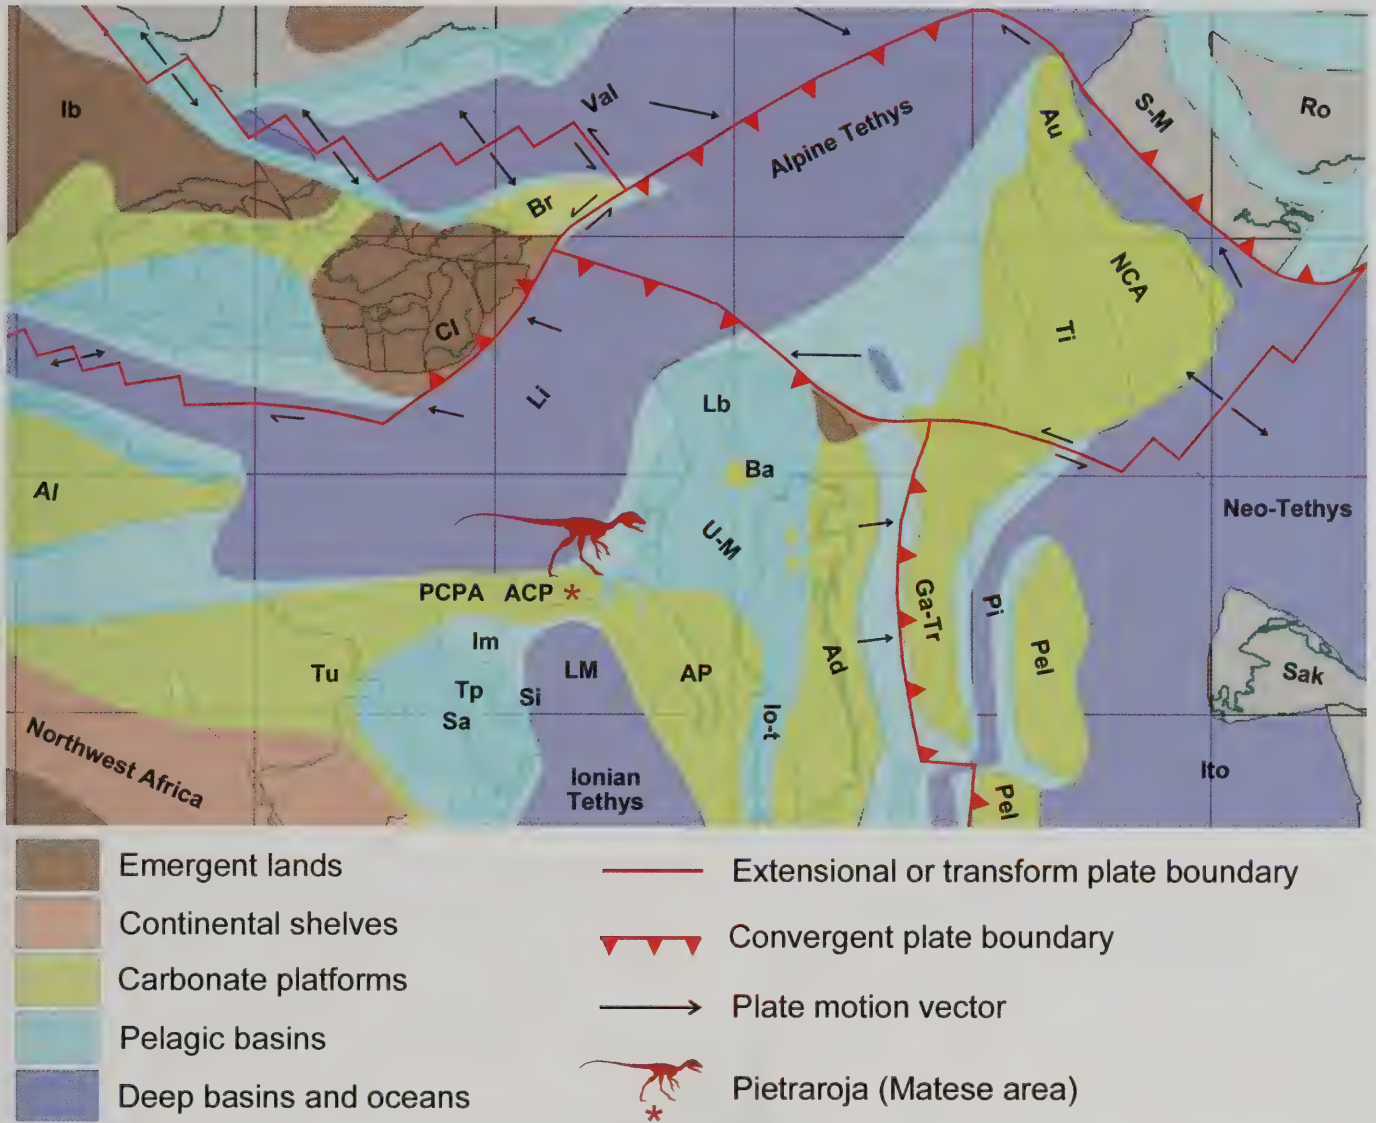 Ib
Val
Alpine Tethys
Au
S-M
Ro
Br
NCA
Ti
Cl
Li
Lb
Ba
Al
U-M
Neo-Tethys
PCPA ACP *
Ga-Tr
Pi
Pel
Im
Tu
LM
AP
Ad
Sak
Tp
Si
Sa
Io-t
Northwest Africa
Ionian
Tethys
Ito
Pel
Emergent lands
Continental shelves
Carbonate platforms
Pelagic basins
Deep basins and oceans
Extensional or transform plate boundary
Convergent plate boundary
Plate motion vector
Pietraroja (Matese area)
*